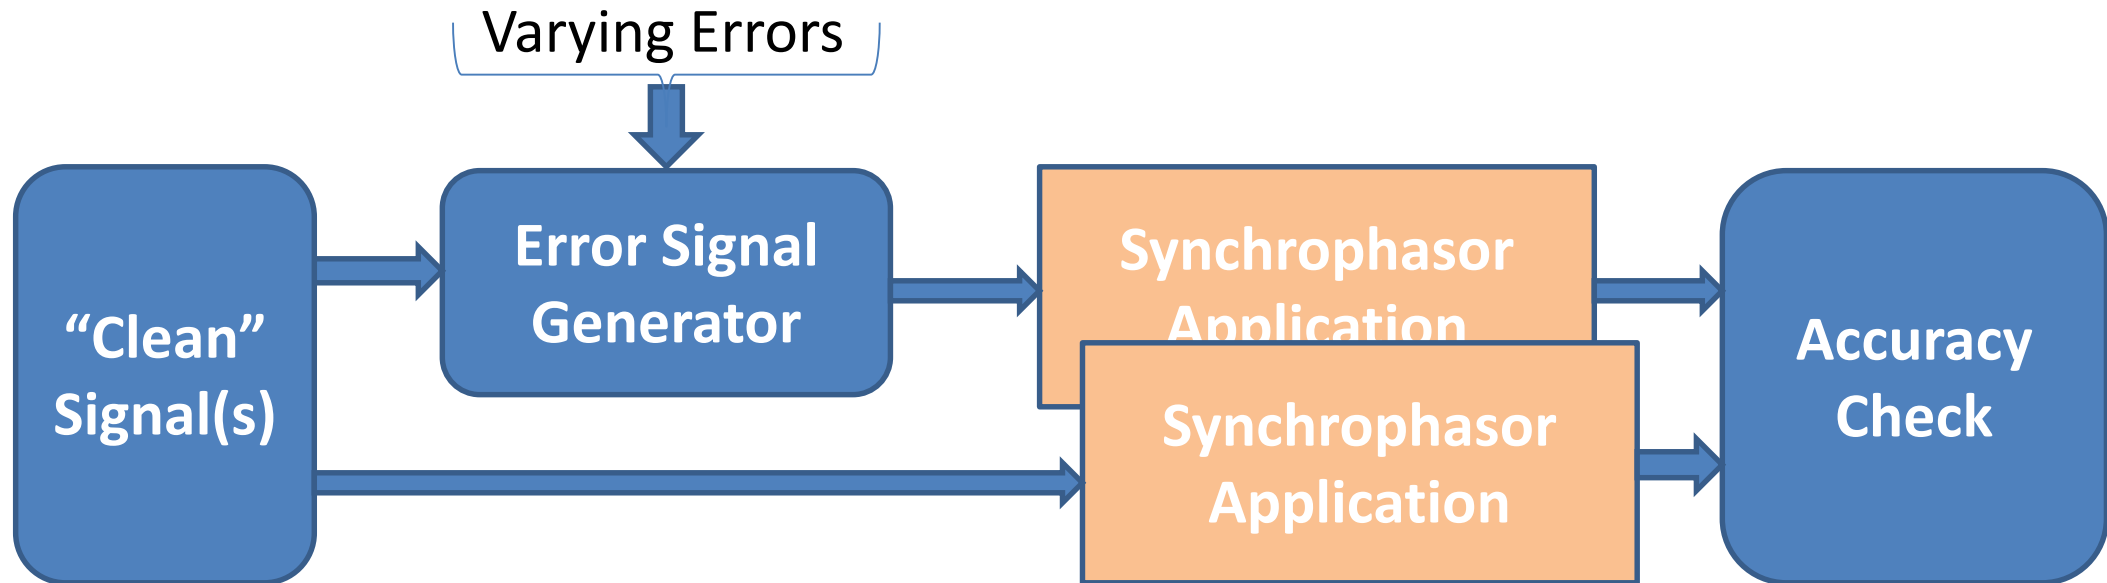 Varying Errors
“Clean”
Signal(s)
Error Signal
Generator
Synchrophasor
Application
Synchrophasor
Application
Accuracy
Check